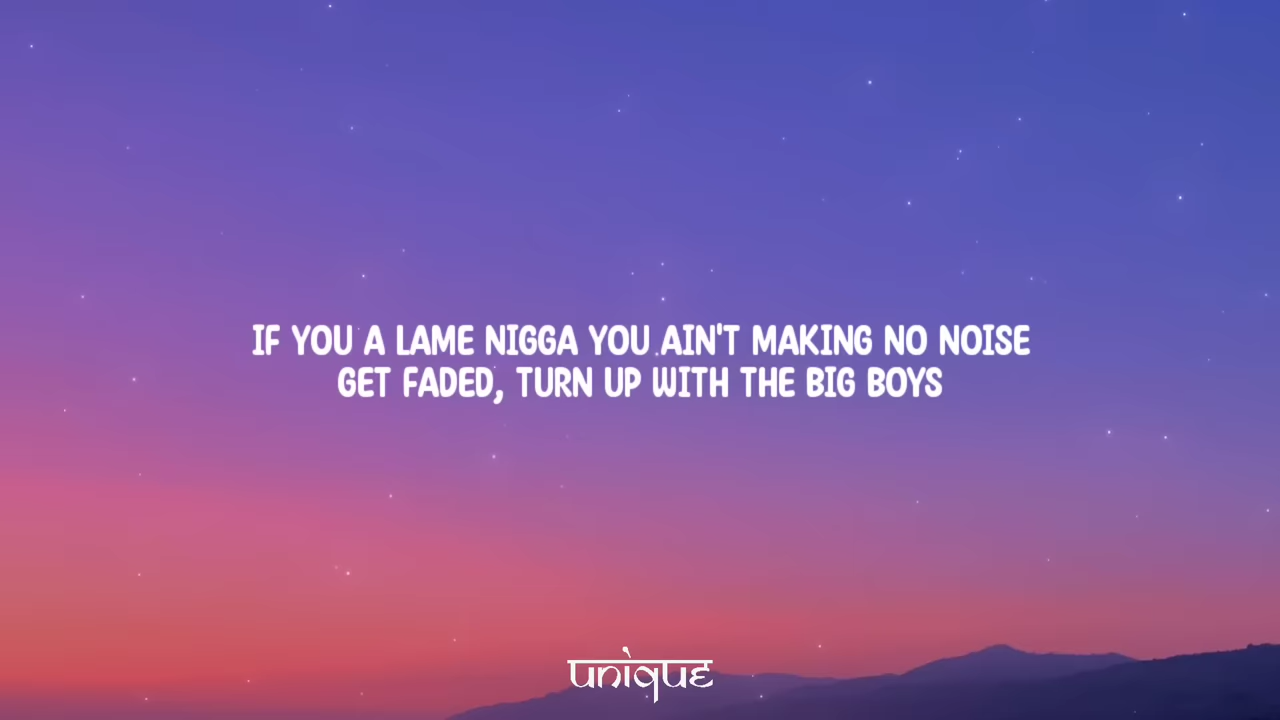 IF YOU A LAME NIGGA YOU AIN'T MAKING NO NOISE
GET FADED, TURN UP WITH THE BIG BOYS
UNIQUE